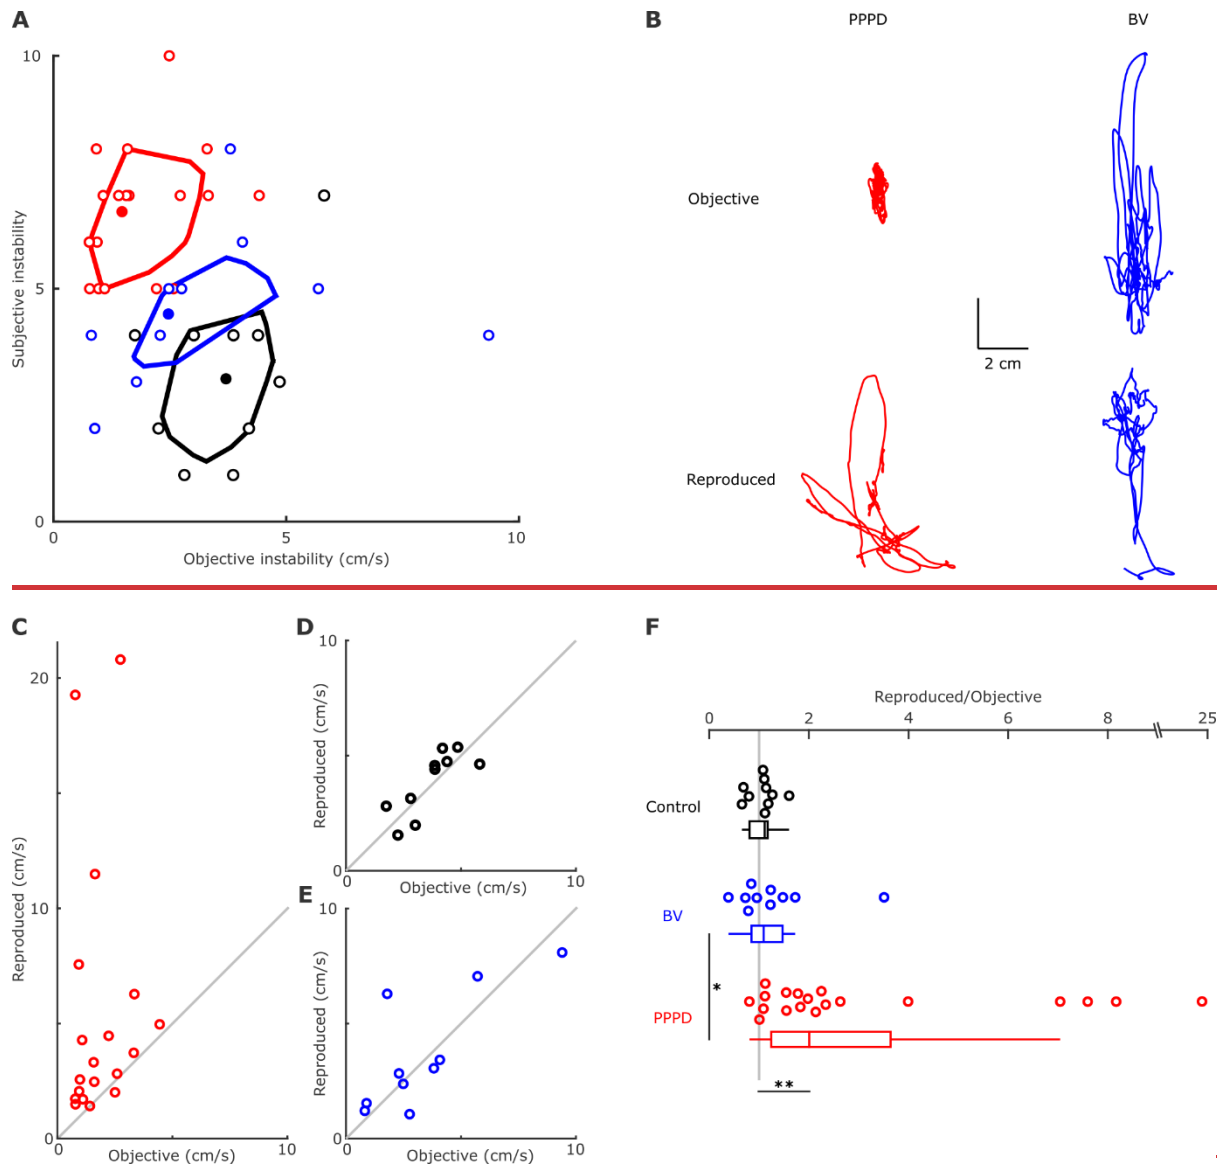 A
B
PPPD
BV
10
5
0
Subjective instability
0
5
10
Objective instability (cm/s)
Objective
2 cm
Reproduced
C
20
10
0
Reproduced (cm/s)
10
Objective (cm/s)
D
10
Reproduced (cm/s)
0
0
10
Objective (cm/s)
E
10
Reproduced (cm/s)
0
0
10
Objective (cm/s)
F
Reproduced/Objective
0 2 4 6 8 25
Control
BV
*
PPPD
**